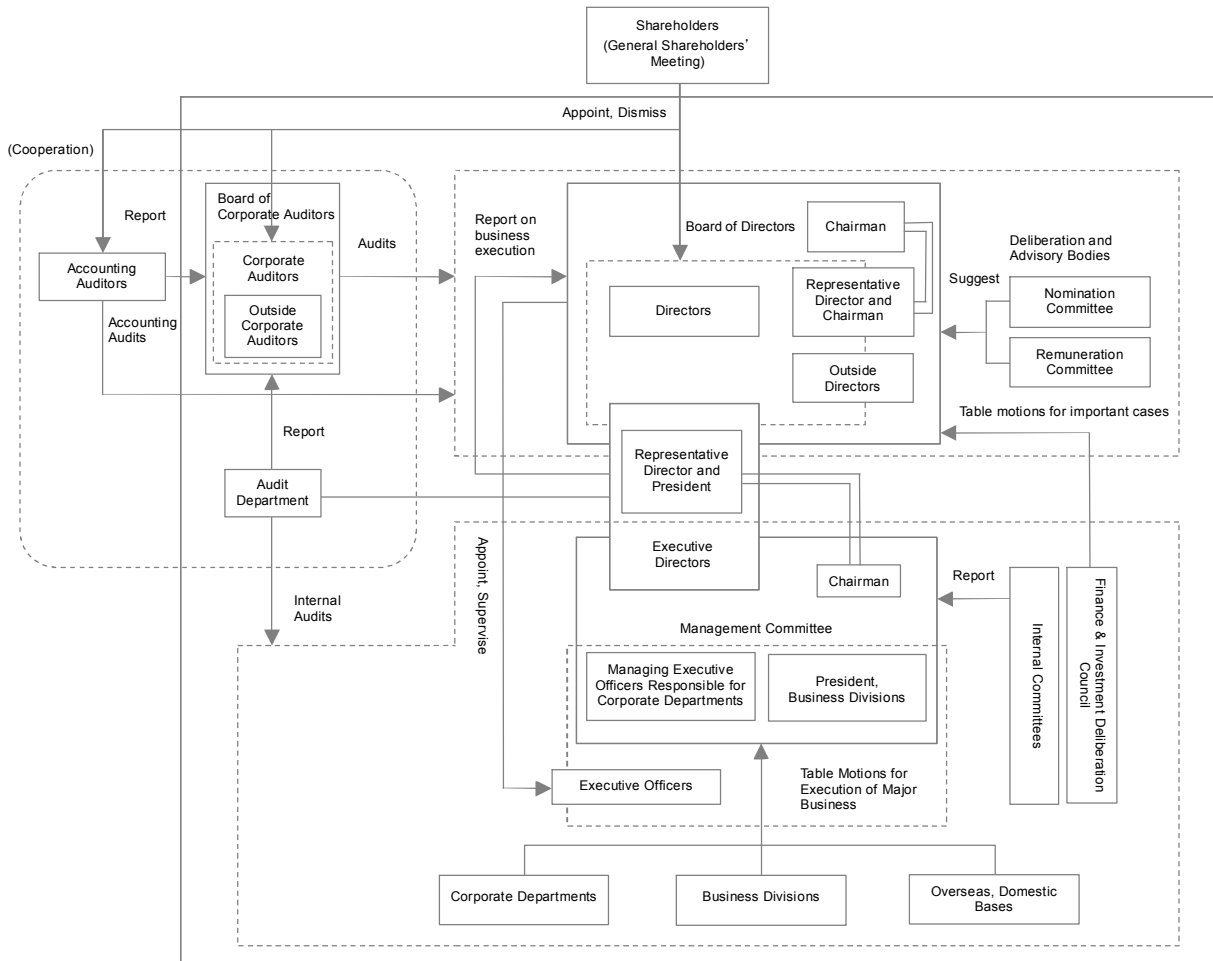 Shareholders
(General Shareholders’
Meeting)
Appoint, Dismiss
(Cooperation)
Report
Board of
Corporate Auditors
Audits
Accounting
Auditors
Corporate
Auditors
Outside
Corporate
Auditors
Accounting
Audits
Report
Audit
Department
Internal
Audits
Report on
business
execution
Board of Directors
Chairman
Directors
Representative
Director and
Chairman
Outside
Directors
Deliberation and
Advisory Bodies
Suggest
Nomination
Committee
Remuneration
Committee
Table motions for important cases
Representative
Director and
President
Executive
Directors
Appoint, Supervise
Chairman
Report
Management Committee
Managing Executive
Officers Responsible for
Corporate Departments
President,
Business Divisions
Internal Committees
Finance & Investment Deliberation
Council
Executive Officers
Table Motions for
Execution of Major
Business
Corporate Departments
Business Divisions
Overseas, Domestic
Bases